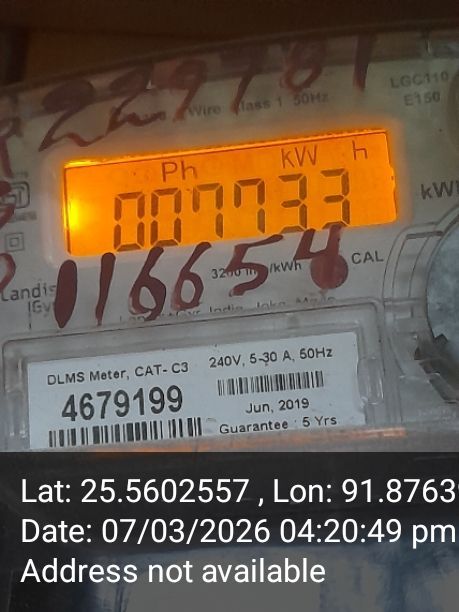 229781
Wire Class 1 50Hz
LGC110
E150
Ph kW h
007733
kW
116654
3200 imp/kWh
CAL
Landis
Gyr
DLMS Meter, CAT- C3
240V, 5-30 A, 50Hz
4679199
Jun, 2019
Guarantee : 5 Yrs
Lat: 25.5602557 , Lon: 91.8763
Date: 07/03/2026 04:20:49 pm
Address not available